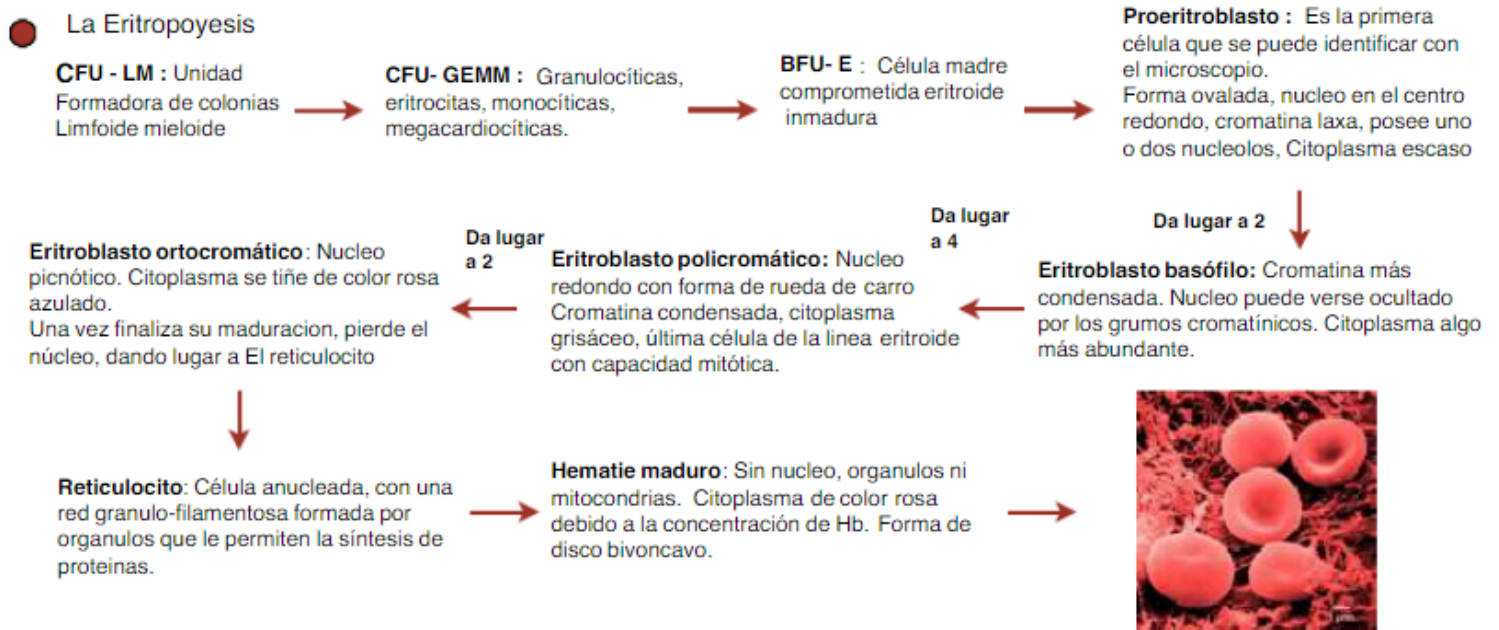 La Eritropoyesis
CFU - LM : Unidad
Formadora de colonias
Limfoide mieloide
CFU- GEMM : Granulocíticas,
eritrocitas, monocíticas,
megacardiocíticas.
BFU- E : Célula madre
comprometida eritroide
inmadura
Proeritroblasto : Es la primera
célula que se puede identificar con
el microscopio.
Forma ovalada, nucleo en el centro
redondo, cromatina laxa, posee uno
o dos nucleolos, Citoplasma escaso
Da lugar a 2
Eritroblasto basófilo: Cromatina más
condensada. Nucleo puede verse ocultado
por los grumos cromatínicos. Citoplasma algo
más abundante.
Da lugar
a 4
Eritroblasto policromático: Nucleo
redondo con forma de rueda de carro
Cromatina condensada, citoplasma
grisáceo, última célula de la linea eritroide
con capacidad mitótica.
Da lugar
a 2
Eritroblasto ortocromático: Nucleo
picnótico. Citoplasma se tiñe de color rosa
azulado.
Una vez finaliza su maduracion, pierde el
núcleo, dando lugar a El reticulocito
Reticulocito: Célula anucleada, con una
red granulo-filamentosa formada por
organulos que le permiten la síntesis de
proteinas.
Hematie maduro: Sin nucleo, organulos ni
mitocondrias. Citoplasma de color rosa
debido a la concentración de Hb. Forma de
disco bivoncavo.